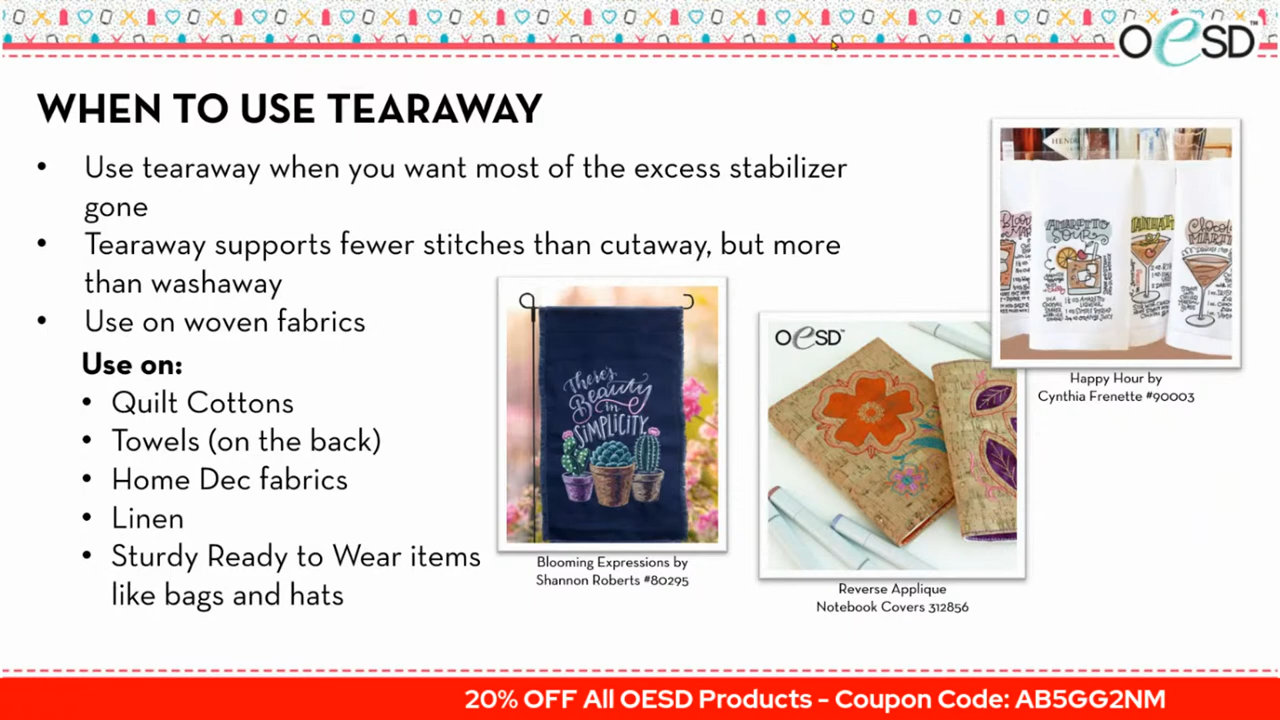 OESD™
WHEN TO USE TEARAWAY
• Use tearaway when you want most of the excess stabilizer
gone
• Tearaway supports fewer stitches than cutaway, but more
than washaway
• Use on woven fabrics
Use on:
• Quilt Cottons
• Towels (on the back)
• Home Dec fabrics
• Linen
• Sturdy Ready to Wear items
like bags and hats
There's
Beauty
in
SIMPLICITY
Blooming Expressions by
Shannon Roberts #80295
OESD™
Reverse Applique
Notebook Covers 312856
AMARETTO
SOUR
Happy Hour by
Cynthia Frenette #90003
20% OFF All OESD Products - Coupon Code: AB5GG2NM